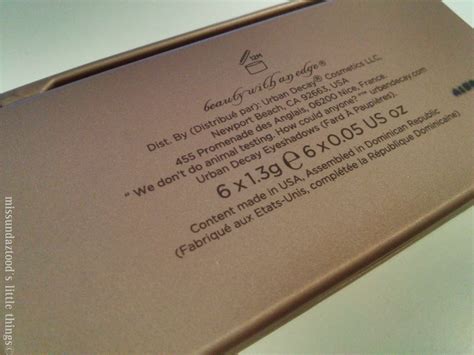 12M
beauty with an edge®
Dist. By (Distribué par): Urban Decay® Cosmetics LLC,
Newport Beach, CA 92663, USA
455 Promenade des Anglais, 06200 Nice, France.
"We don't do animal testing. How could anyone?"™ urbandecay.com
Urban Decay Eyeshadows (Fard À Paupières).
6 x 1.3g e 6 x 0.05 US oz
Content made in USA, Assembled in Dominican Republic
(Fabriqué aux Etats-Unis, complétée la République Dominicaine)
missundaztood's little things